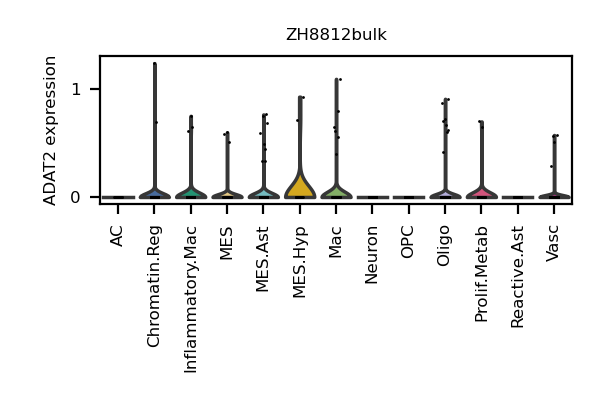 ZH8812bulk
ADAT2 expression
1
0
AC
Chromatin.Reg
Inflammatory.Mac
MES
MES.Ast
MES.Hyp
Mac
Neuron
OPC
Oligo
Prolif.Metab
Reactive.Ast
Vasc